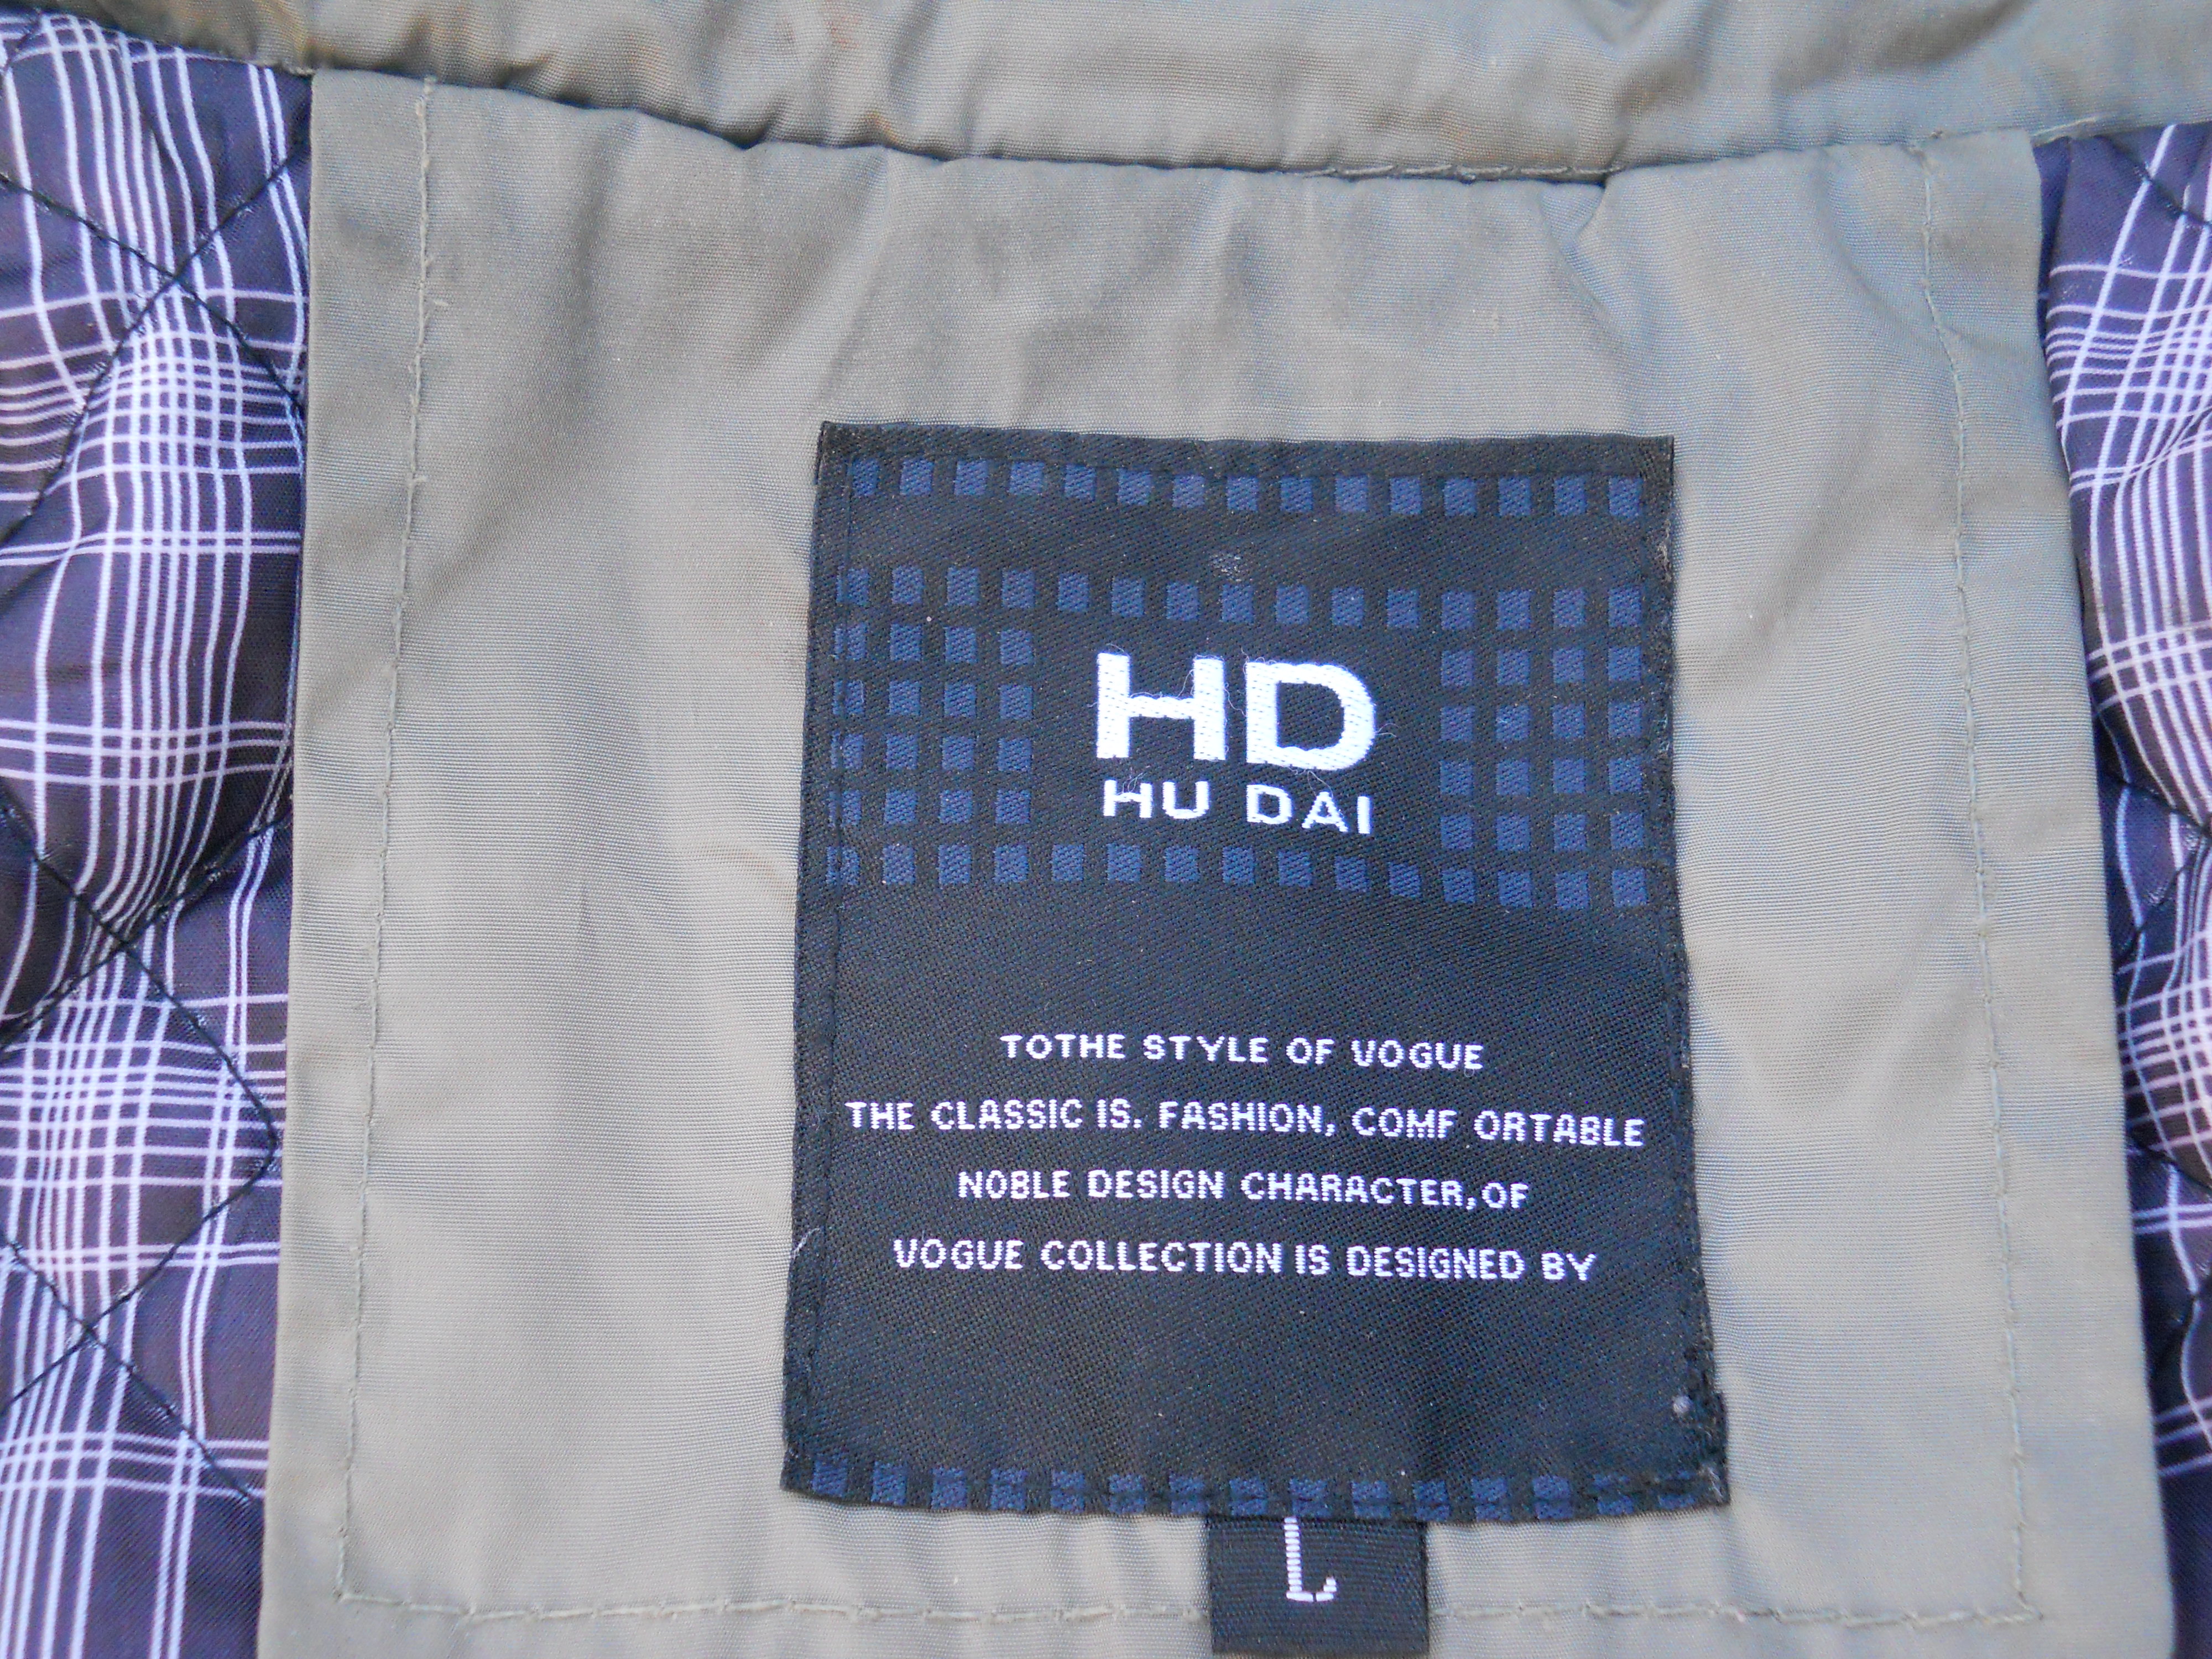 HD
HU DAI
TOTHE STYLE OF VOGUE
THE CLASSIC IS. FASHION, COMF ORTABLE
NOBLE DESIGN CHARACTER,OF
VOGUE COLLECTION IS DESIGNED BY
L